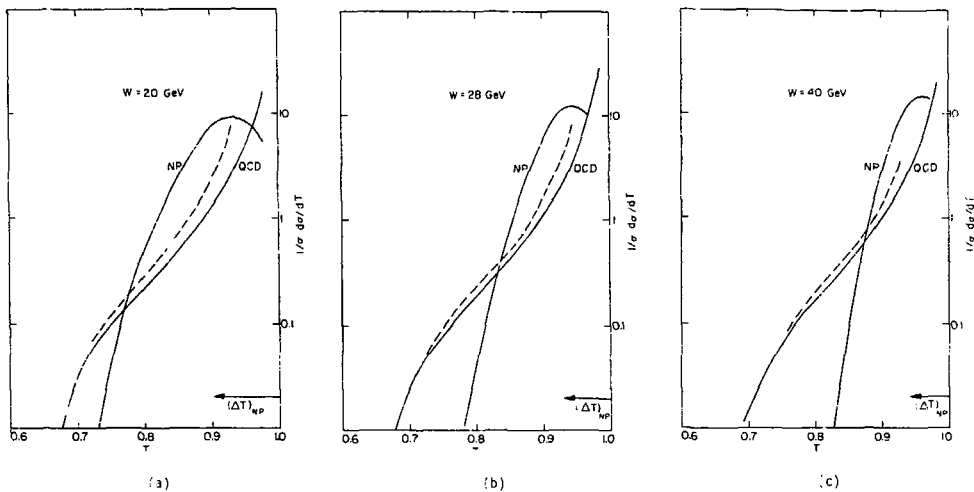 W = 20 GeV
NP
QCD
10
1
0.1
1/σ dσ/dT
(ΔT)NP
0.6 0.7 0.8 0.9 1.0
T
(a)
W = 28 GeV
NP
QCD
10
1
0.1
1/σ dσ/dT
(ΔT)NP
0.6 0.7 0.8 0.9 1.0
(b)
W = 40 GeV
NP
QCD
10
1
0.1
1/σ dσ/dT
(ΔT)NP
0.6 0.7 0.8 0.9 1.0
T
(c)